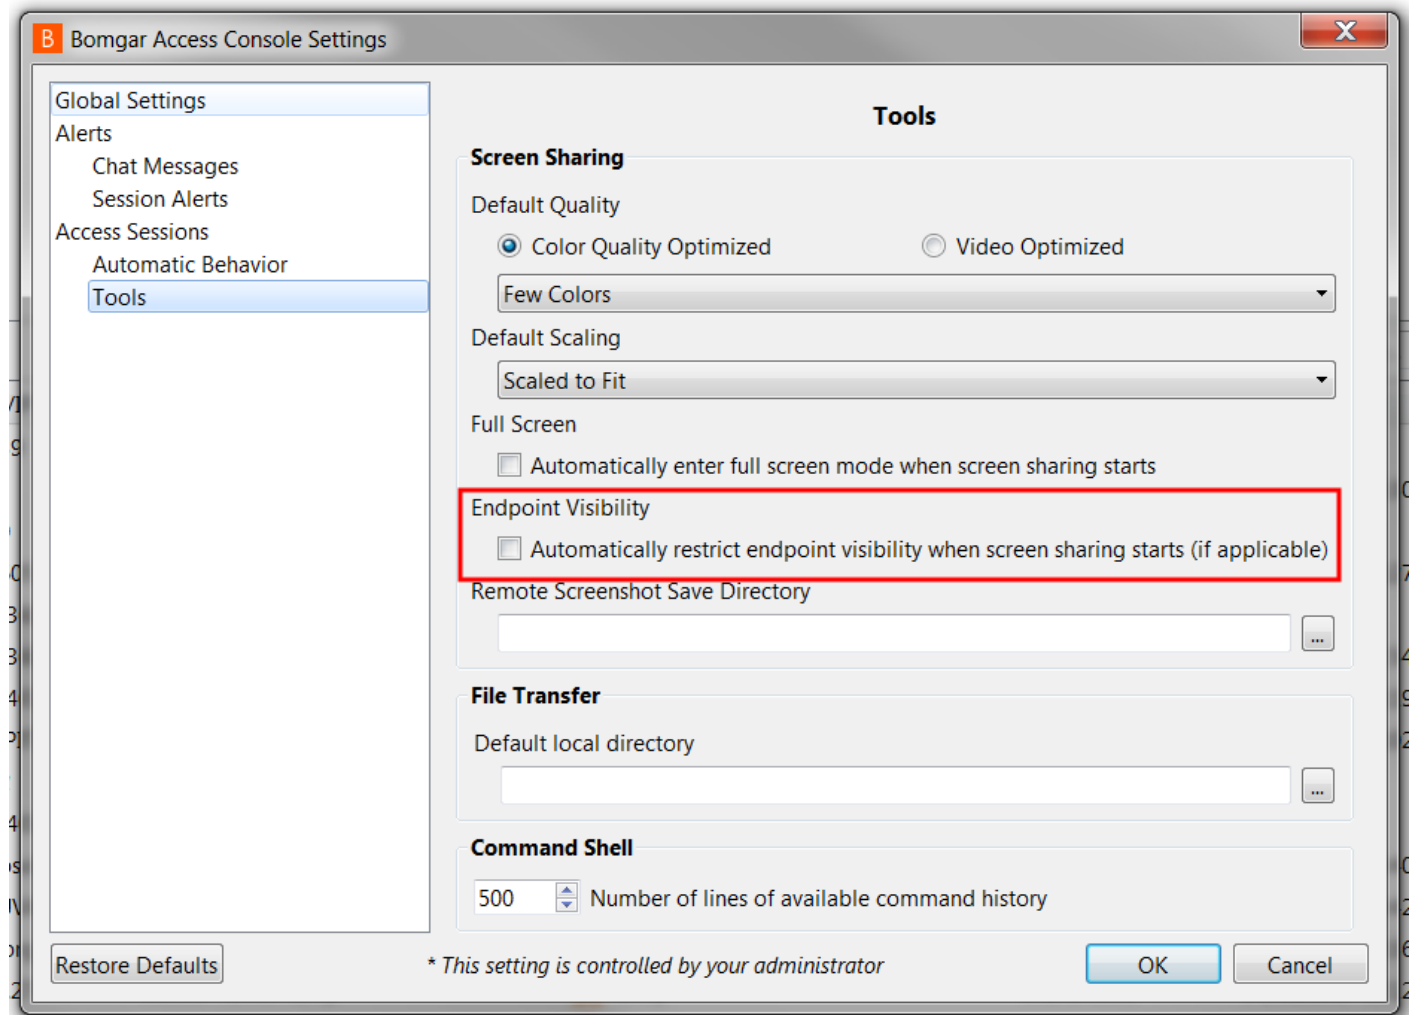 B Bomgar Access Console Settings
X
Global Settings
Alerts
Chat Messages
Session Alerts
Access Sessions
Automatic Behavior
Tools
Tools
Screen Sharing
Default Quality
Color Quality Optimized Video Optimized
Few Colors
Default Scaling
Scaled to Fit
Full Screen
Automatically enter full screen mode when screen sharing starts
Endpoint Visibility
Automatically restrict endpoint visibility when screen sharing starts (if applicable)
Remote Screenshot Save Directory
...
File Transfer
Default local directory
...
Command Shell
500 Number of lines of available command history
Restore Defaults * This setting is controlled by your administrator OK Cancel